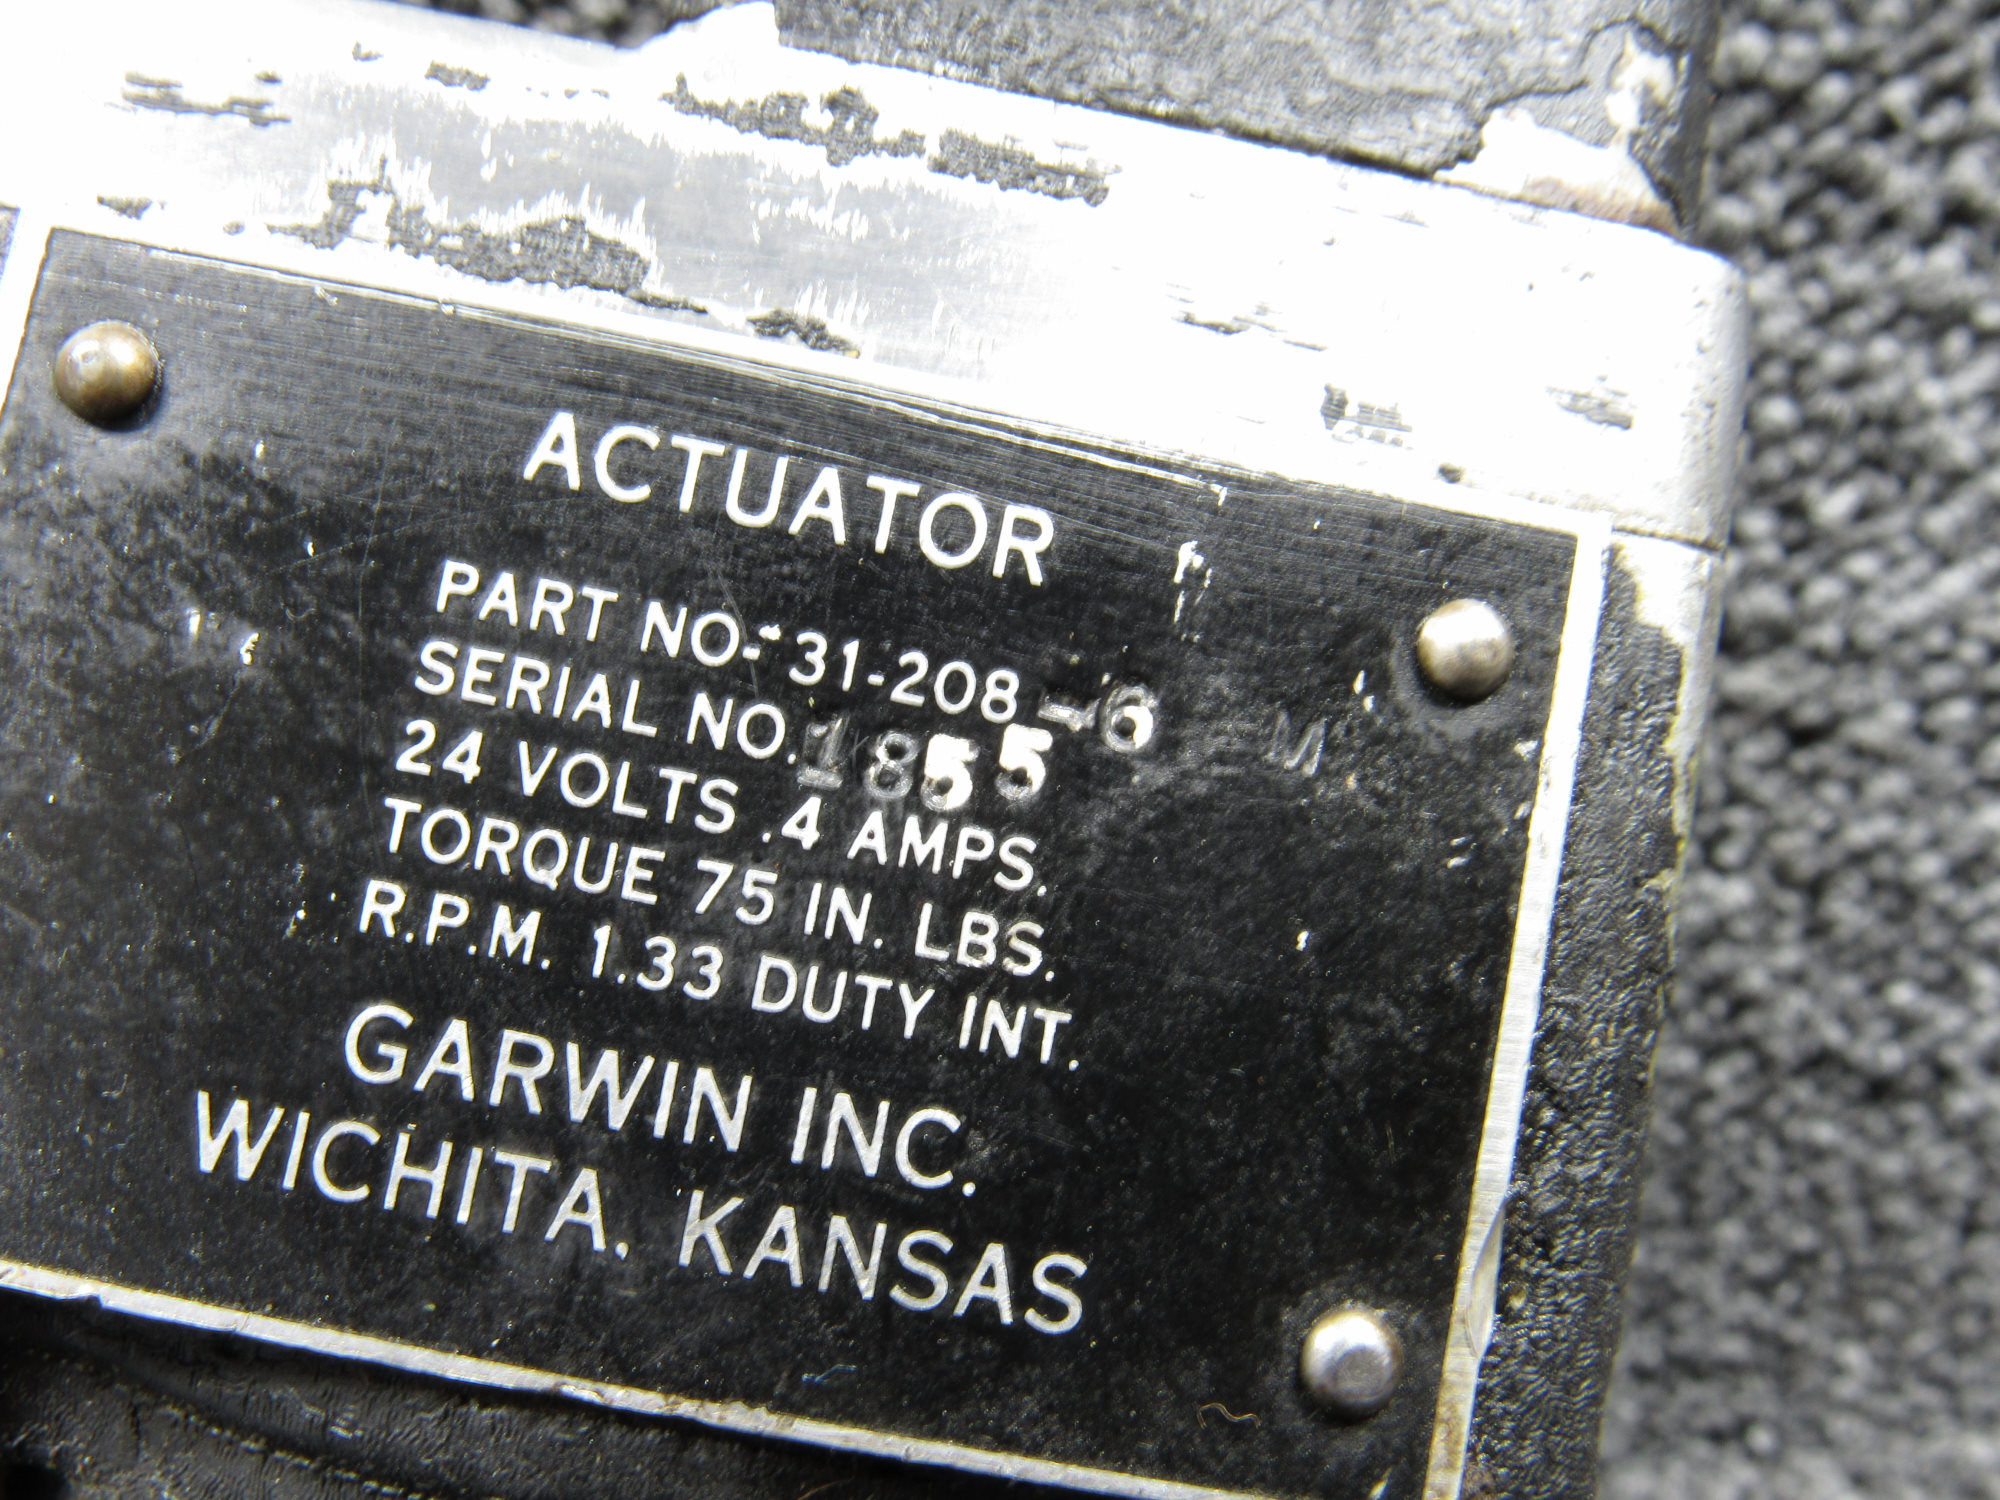 ACTUATOR
PART NO. 31-208-6 M
SERIAL NO. 1855
24 VOLTS .4 AMPS.
TORQUE 75 IN. LBS.
R.P.M. 1.33 DUTY INT.
GARWIN INC.
WICHITA, KANSAS